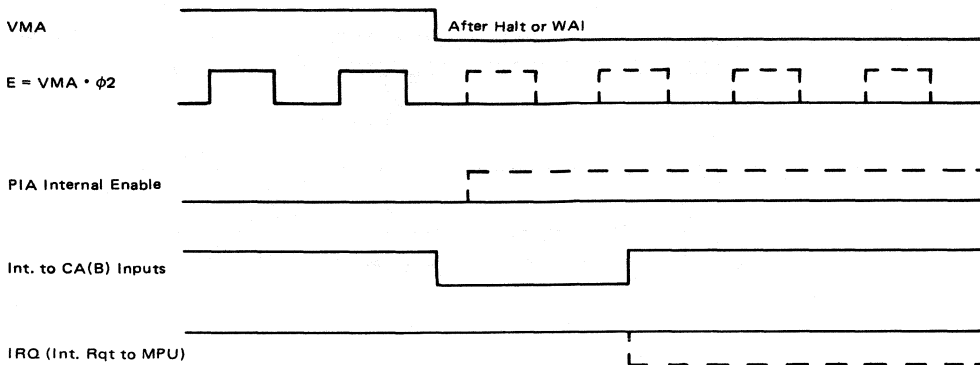 VMA
After Halt or WAI
E = VMA • ϕ2
PIA Internal Enable
Int. to CA(B) Inputs
IRQ (Int. Rqt to MPU)